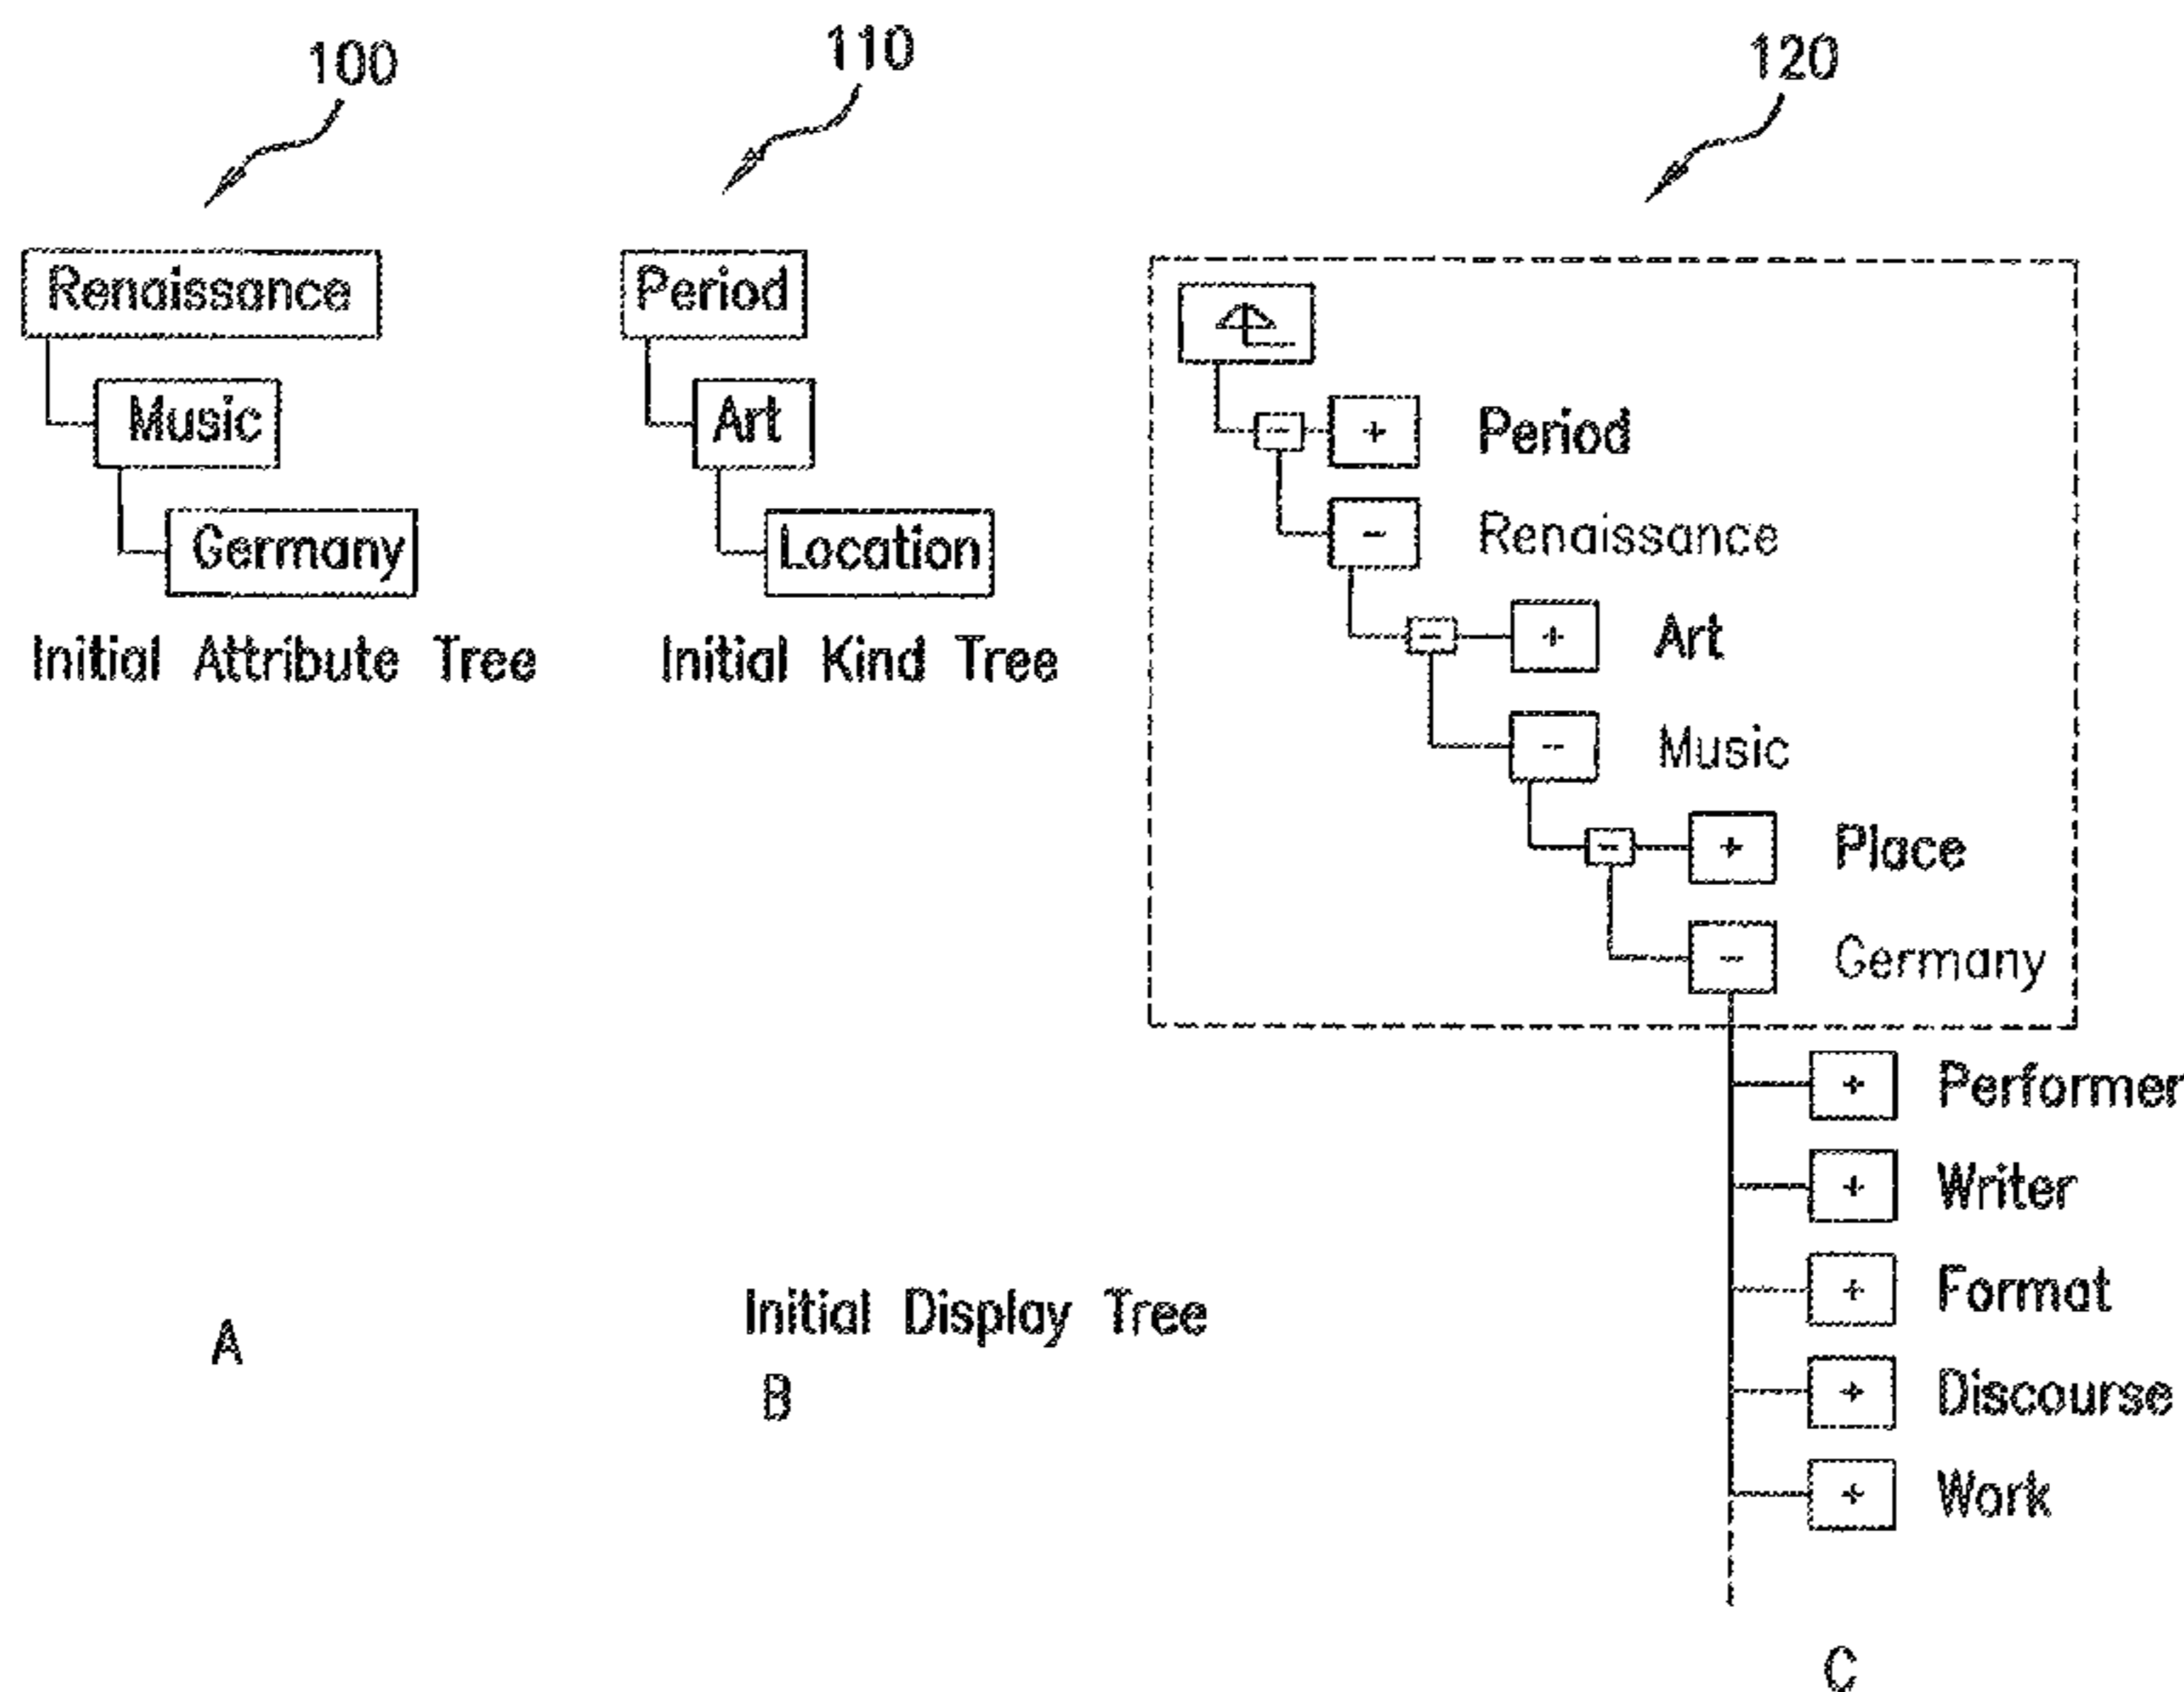 100
110
120
Renaissance
Music
Germany
Initial Attribute Tree
Period
Art
Location
Initial Kind Tree
- + Period
- Renaissance
- + Art
- Music
- + Place
- Germany
+ Performer
+ Writer
+ Format
+ Discourse
+ Work
Initial Display Tree
A
B
C